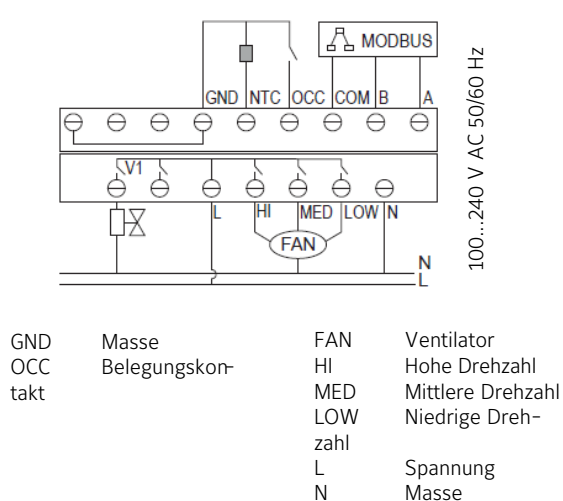 MODBUS
GND NTC OCC COM B A
100...240 V AC 50/60 Hz
V1
L HI MED LOW N
FAN
N
L
GND Masse
OCC Belegungskon-
takt
FAN Ventilator
HI Hohe Drehzahl
MED Mittlere Drehzahl
LOW Niedrige Dreh-
zahl
L Spannung
N Masse